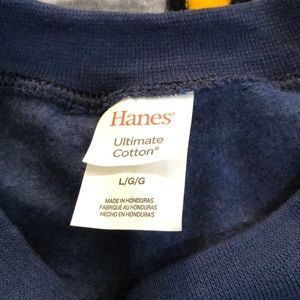 Hanes®
Ultimate
Cotton®
L/G/G
MADE IN HONDURAS
FABRIQUÉ AU HONDURAS
HECHO EN HONDURAS